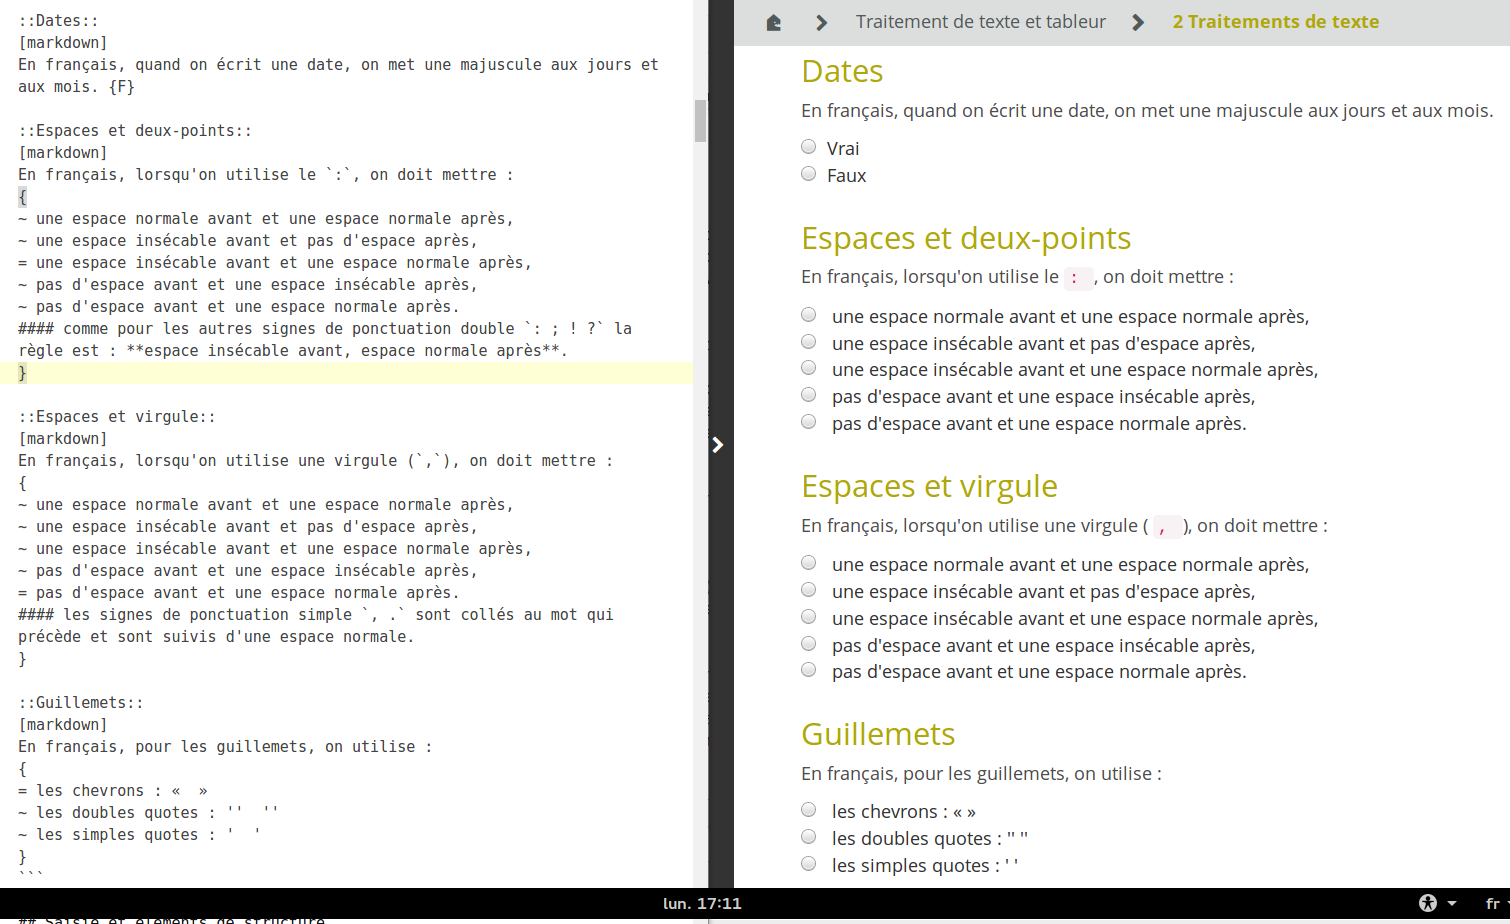 ::Dates::
[markdown]
En français, quand on écrit une date, on met une majuscule aux jours et
aux mois. {F}
::Espaces et deux-points::
[markdown]
En français, lorsqu'on utilise le `:`, on doit mettre :
{
~ une espace normale avant et une espace normale après,
~ une espace insécable avant et pas d'espace après,
= une espace insécable avant et une espace normale après,
~ pas d'espace avant et une espace insécable après,
~ pas d'espace avant et une espace normale après.
#### comme pour les autres signes de ponctuation double `: ; ! ?` la
règle est : **espace insécable avant, espace normale après**.
}
::Espaces et virgule::
[markdown]
En français, lorsqu'on utilise une virgule (`,`), on doit mettre :
{
~ une espace normale avant et une espace normale après,
~ une espace insécable avant et pas d'espace après,
~ une espace insécable avant et une espace normale après,
~ pas d'espace avant et une espace insécable après,
= pas d'espace avant et une espace normale après.
#### les signes de ponctuation simple `, .` sont collés au mot qui
précède et sont suivis d'une espace normale.
}
::Guillemets::
[markdown]
En français, pour les guillemets, on utilise :
{
= les chevrons : «  »
~ les doubles quotes : ''  ''
~ les simples quotes : '  '
}
```
## Saisie et éléments de structure
Traitement de texte et tableur
2 Traitements de texte
Dates
En français, quand on écrit une date, on met une majuscule aux jours et aux mois.
Vrai
Faux
Espaces et deux-points
En français, lorsqu'on utilise le : , on doit mettre :
une espace normale avant et une espace normale après,
une espace insécable avant et pas d'espace après,
une espace insécable avant et une espace normale après,
pas d'espace avant et une espace insécable après,
pas d'espace avant et une espace normale après.
Espaces et virgule
En français, lorsqu'on utilise une virgule ( , ), on doit mettre :
une espace normale avant et une espace normale après,
une espace insécable avant et pas d'espace après,
une espace insécable avant et une espace normale après,
pas d'espace avant et une espace insécable après,
pas d'espace avant et une espace normale après.
Guillemets
En français, pour les guillemets, on utilise :
les chevrons : « »
les doubles quotes : '' ''
les simples quotes : ' '
lun. 17:11
fr